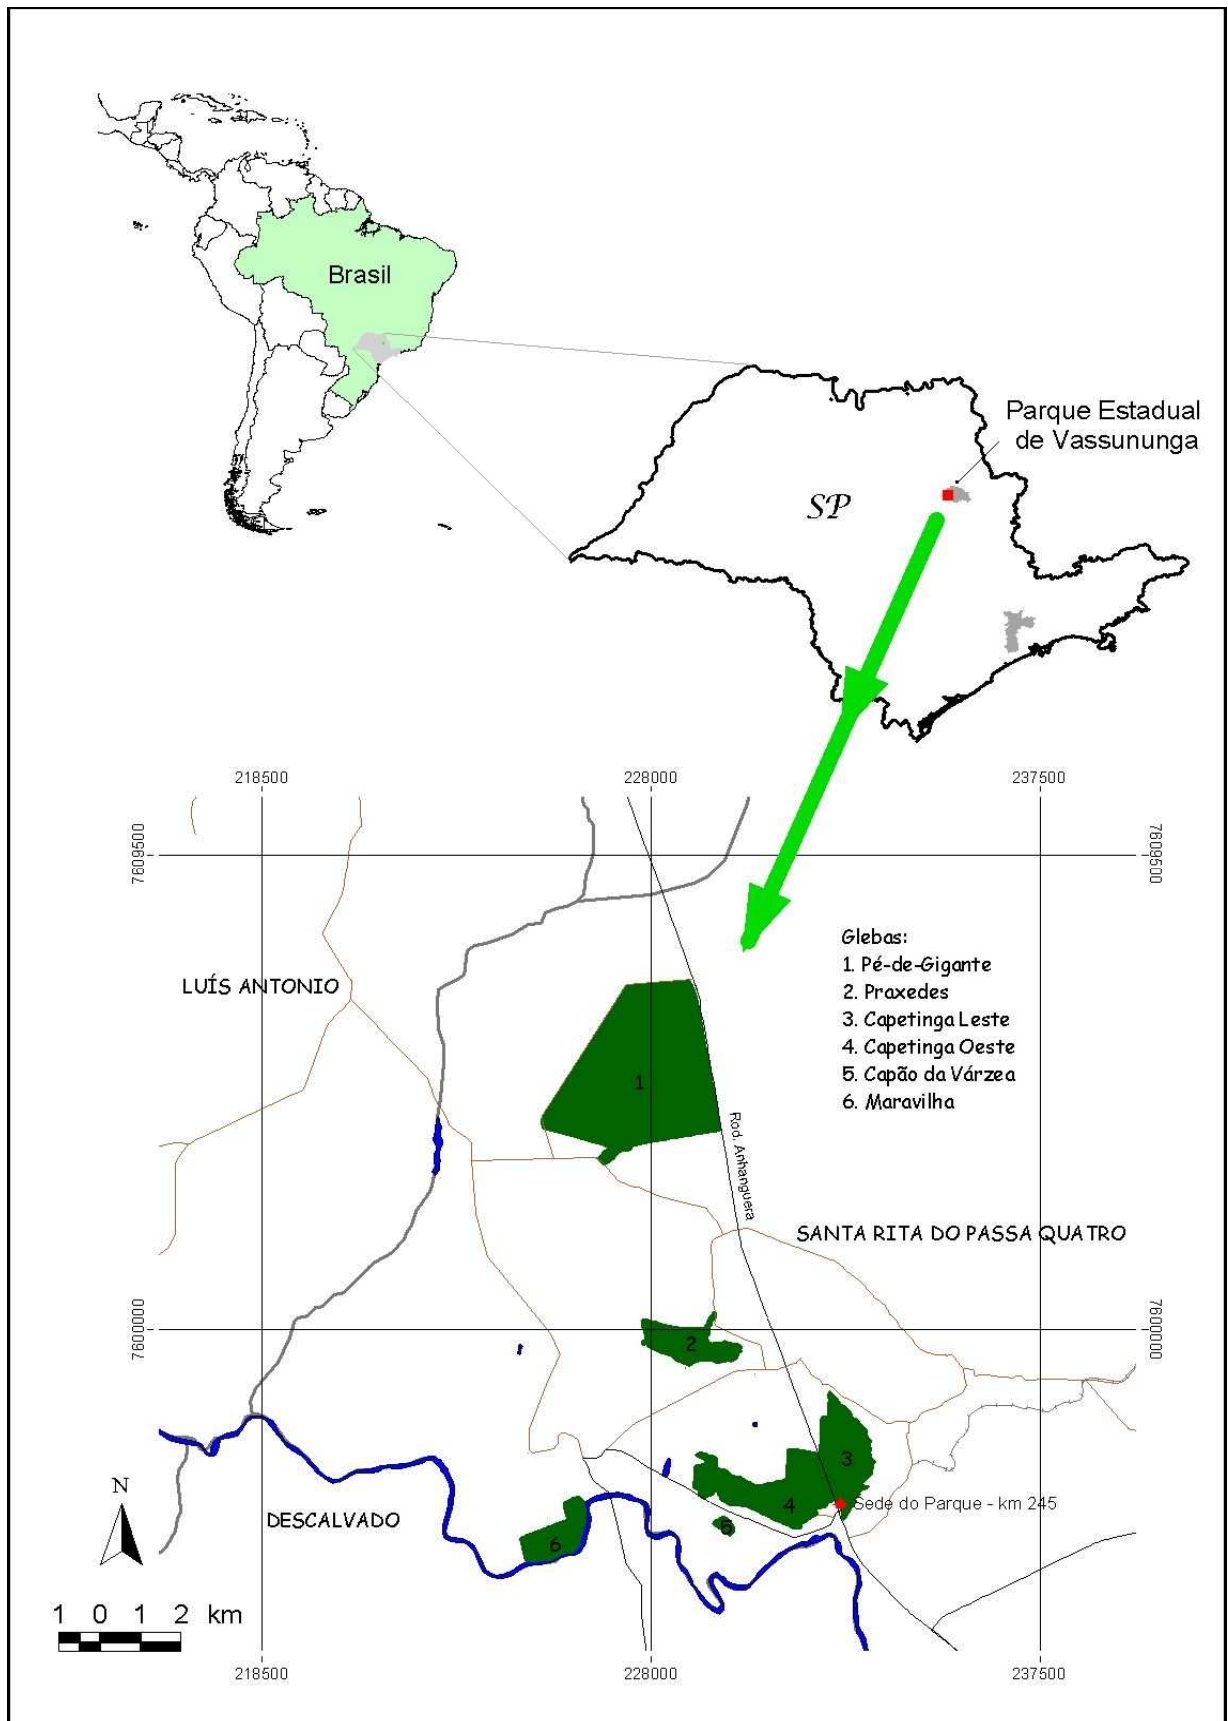 Brasil
Parque Estadual
de Vassununga
SP
218500
228000
237500
7609500
7609500
Glebas:
1. Pé-de-Gigante
2. Praxedes
3. Capetinga Leste
4. Capetinga Oeste
5. Capão da Várzea
6. Maravilha
LUÍS ANTONIO
1
Rod. Anhanguera
SANTA RITA DO PASSA QUATRO
7600000
7600000
2
3
4
Sede do Parque - km 245
5
6
N
DESCALVADO
1 0 1 2 km
218500
228000
237500